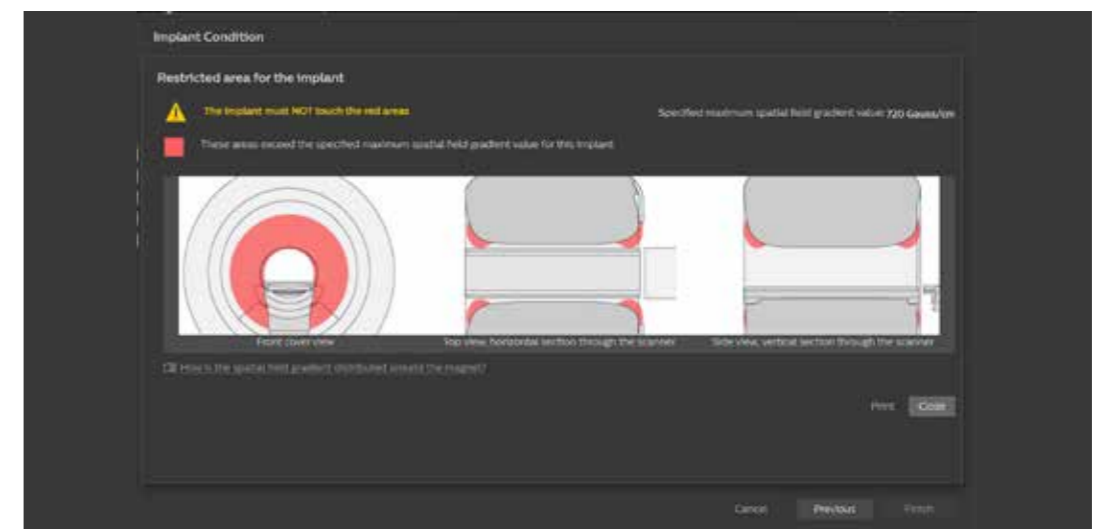 Implant Condition
Restricted area for the implant
The implant must NOT touch the red areas
Specified maximum spatial field gradient value: 720 Gauss/cm
These areas exceed the specified maximum spatial field gradient value for this implant
Front cover view
Top view, horizontal section through the scanner
Side view, vertical section through the scanner
How is the spatial field gradient distributed around the magnet?
Print
Close
Cancel
Previous
Finish